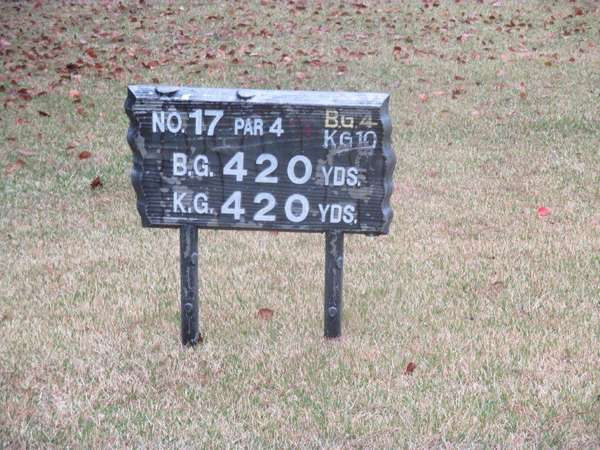 NO. 17 PAR 4 BG 4
KG 10
B.G. 420 YDS.
K.G. 420 YDS.